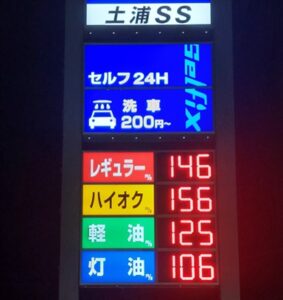 土浦SS
セルフ24H
Selfix
洗車
200円~
レギュラー 146
ハイオク 156
軽油 125
灯油 106